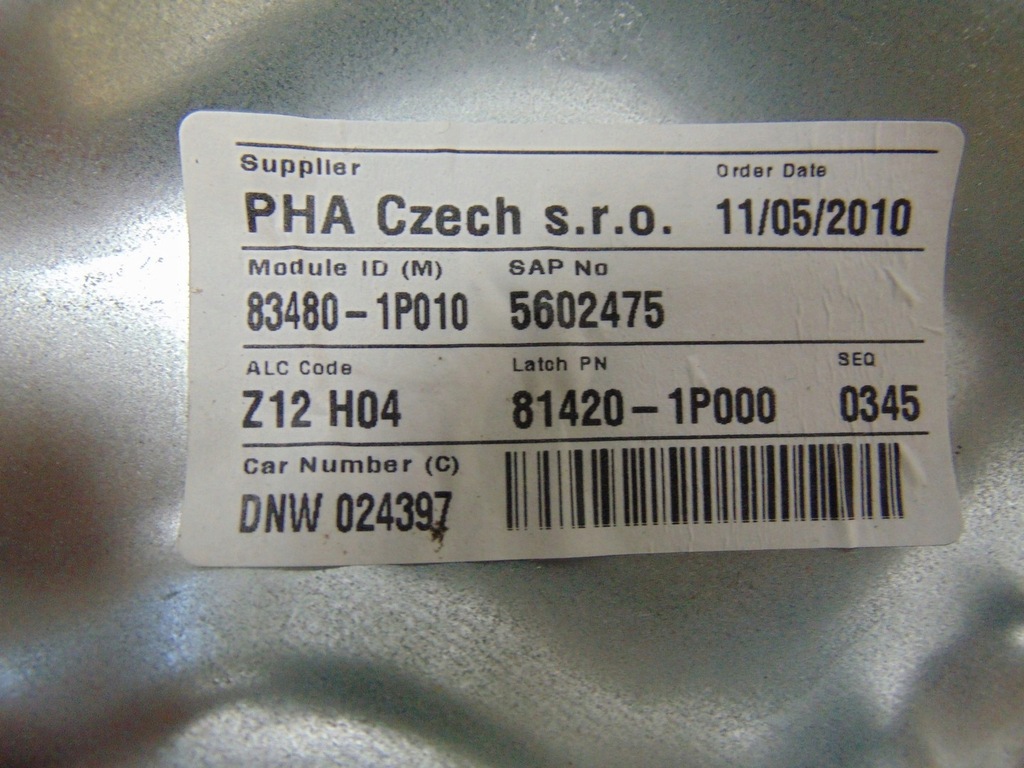 Supplier Order Date
PHA Czech s.r.o. 11/05/2010
Module ID (M) SAP No
83480-1P010 5602475
ALC Code Latch PN SEQ
Z12 H04 81420-1P000 0345
Car Number (C)
DNW 024397